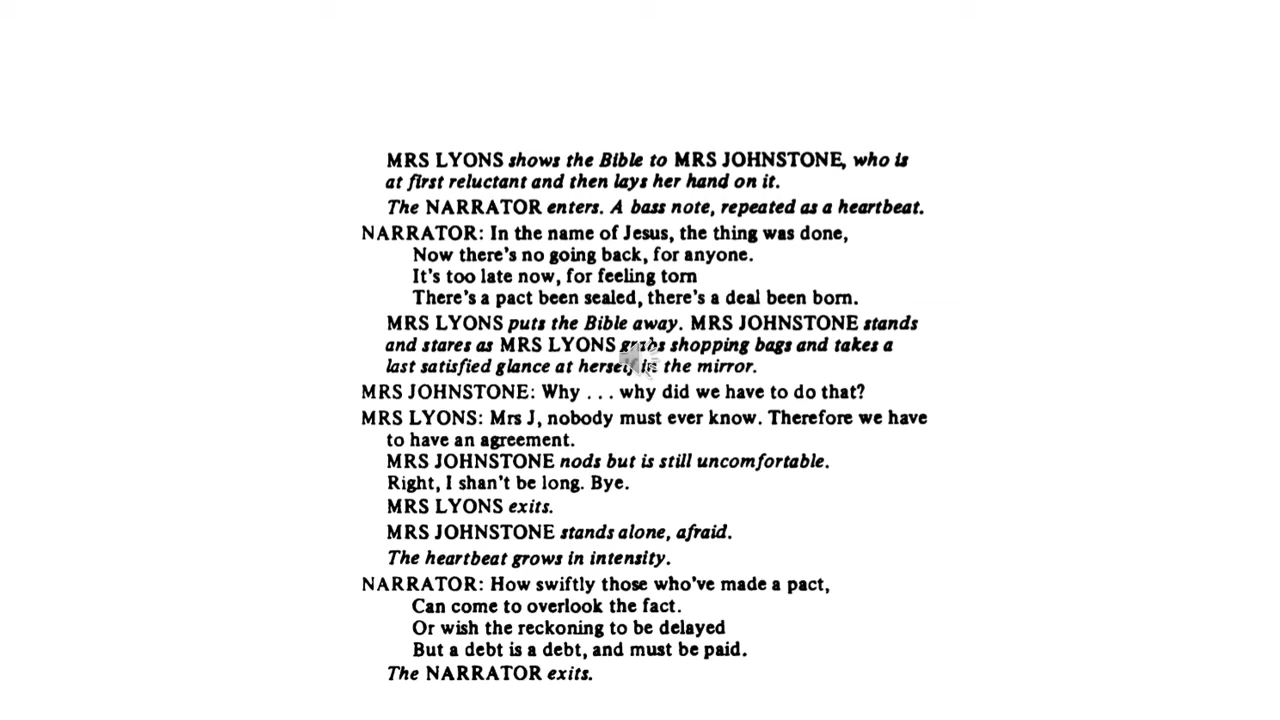 MRS LYONS shows the Bible to MRS JOHNSTONE, who is
at first reluctant and then lays her hand on it.
The NARRATOR enters. A bass note, repeated as a heartbeat.
NARRATOR: In the name of Jesus, the thing was done,
Now there's no going back, for anyone.
It's too late now, for feeling torn
There's a pact been sealed, there's a deal been born.
MRS LYONS puts the Bible away. MRS JOHNSTONE stands
and stares as MRS LYONS grabs shopping bags and takes a
last satisfied glance at herself in the mirror.
MRS JOHNSTONE: Why . . . why did we have to do that?
MRS LYONS: Mrs J, nobody must ever know. Therefore we have
to have an agreement.
MRS JOHNSTONE nods but is still uncomfortable.
Right, I shan't be long. Bye.
MRS LYONS exits.
MRS JOHNSTONE stands alone, afraid.
The heartbeat grows in intensity.
NARRATOR: How swiftly those who've made a pact,
Can come to overlook the fact.
Or wish the reckoning to be delayed
But a debt is a debt, and must be paid.
The NARRATOR exits.